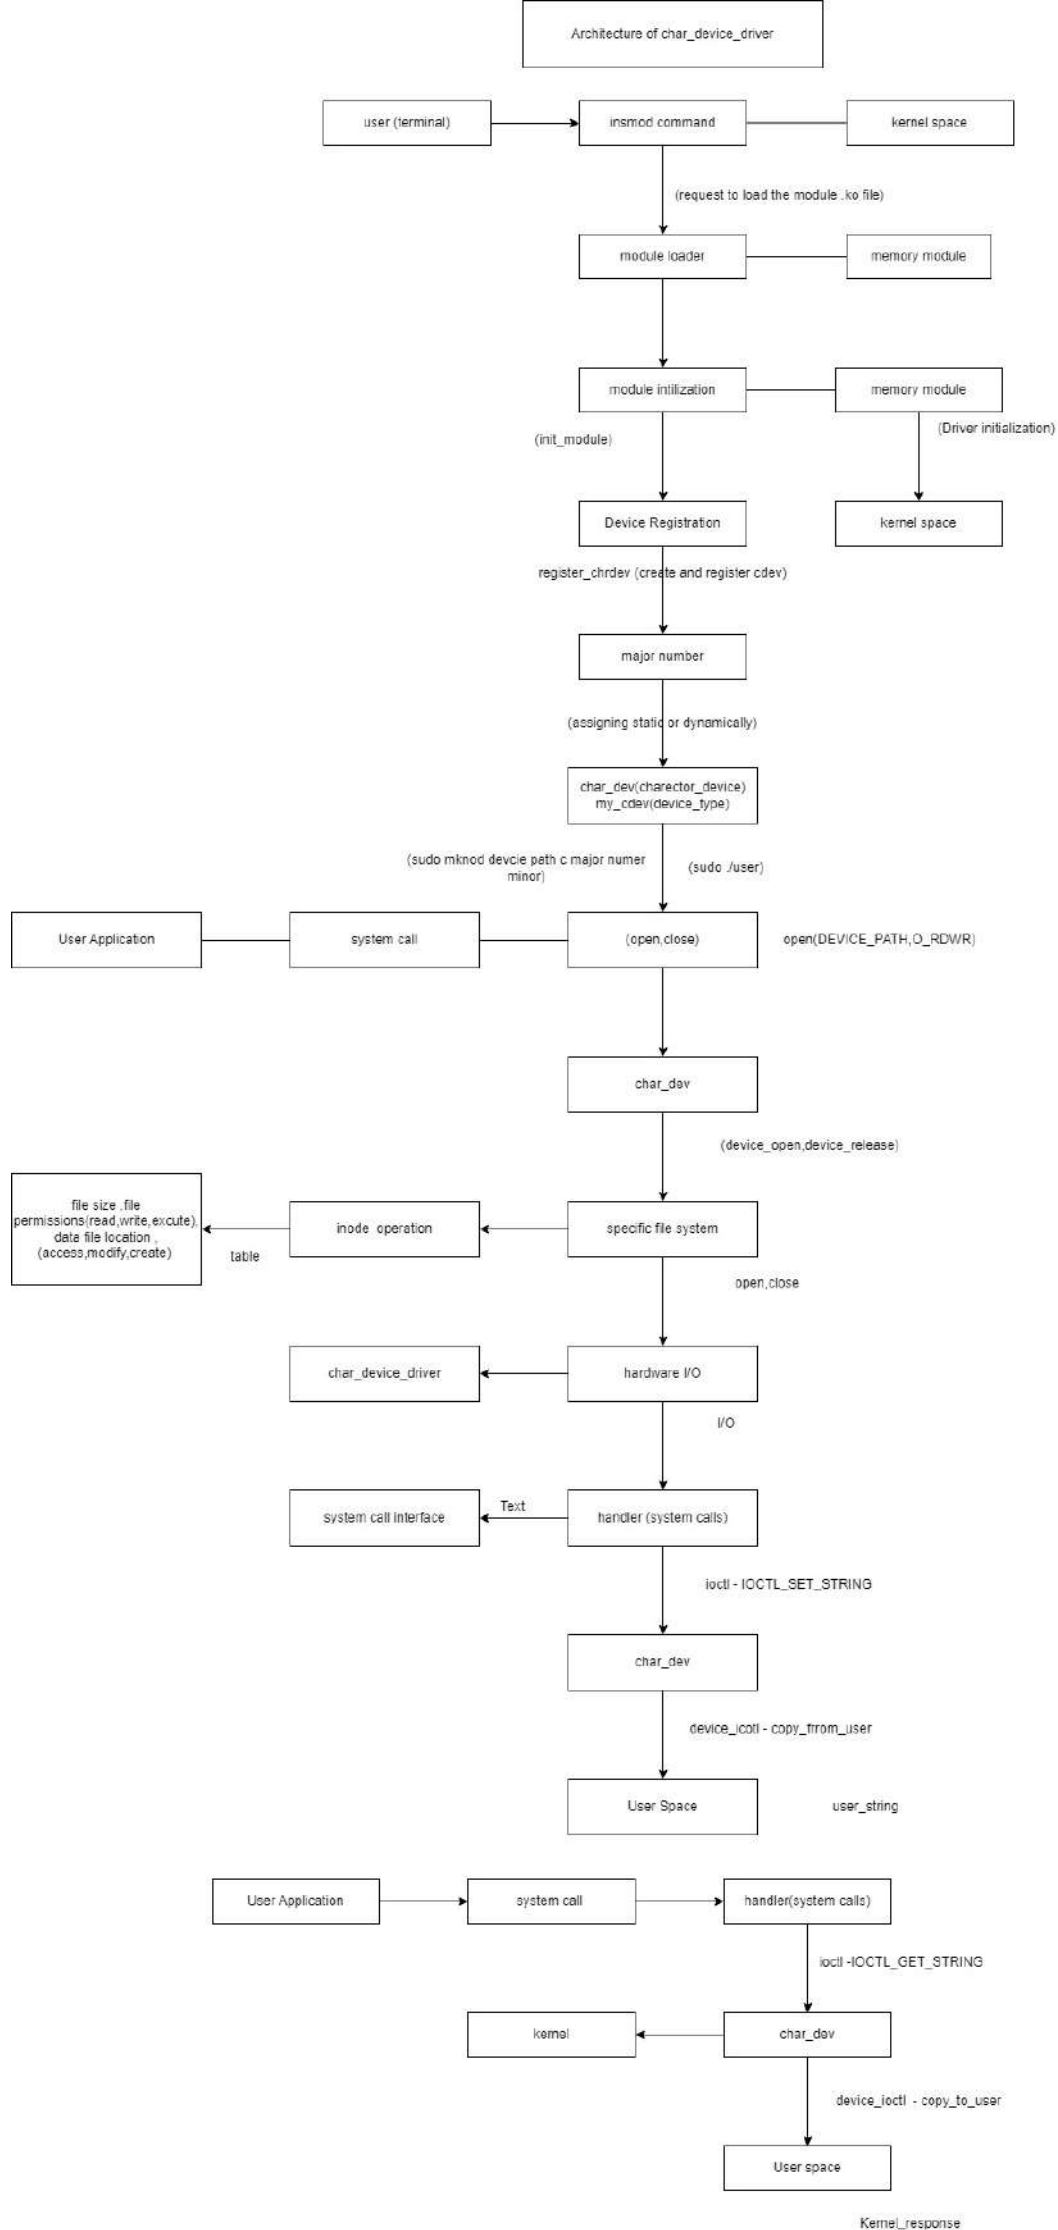 Architecture of char_device_driver
user (terminal)
insmod command
kernel space
(request to load the module .ko file)
module loader
memory module
module intilization
memory module
(init_module)
(Driver initialization)
Device Registration
kernel space
register_chrdev (create and register cdev)
major number
(assigning static or dynamically)
char_dev(charector_device)
my_cdev(device_type)
(sudo mknod devcie path c major numer
minor)
(sudo ./user)
User Application
system call
(open,close)
open(DEVICE_PATH,O_RDWR)
char_dev
(device_open,device_release)
file size .file
permissions(read,write,excute),
data file location ,
(access,modify,create)
table
inode operation
specific file system
open,close
char_device_driver
hardware I/O
I/O
system call interface
Text
handler (system calls)
ioctl - IOCTL_SET_STRING
char_dev
device_icotl - copy_frrom_user
User Space
user_string
User Application
system call
handler(system calls)
ioctl -IOCTL_GET_STRING
kernel
char_dev
device_ioctl - copy_to_user
User space
Kernel_response